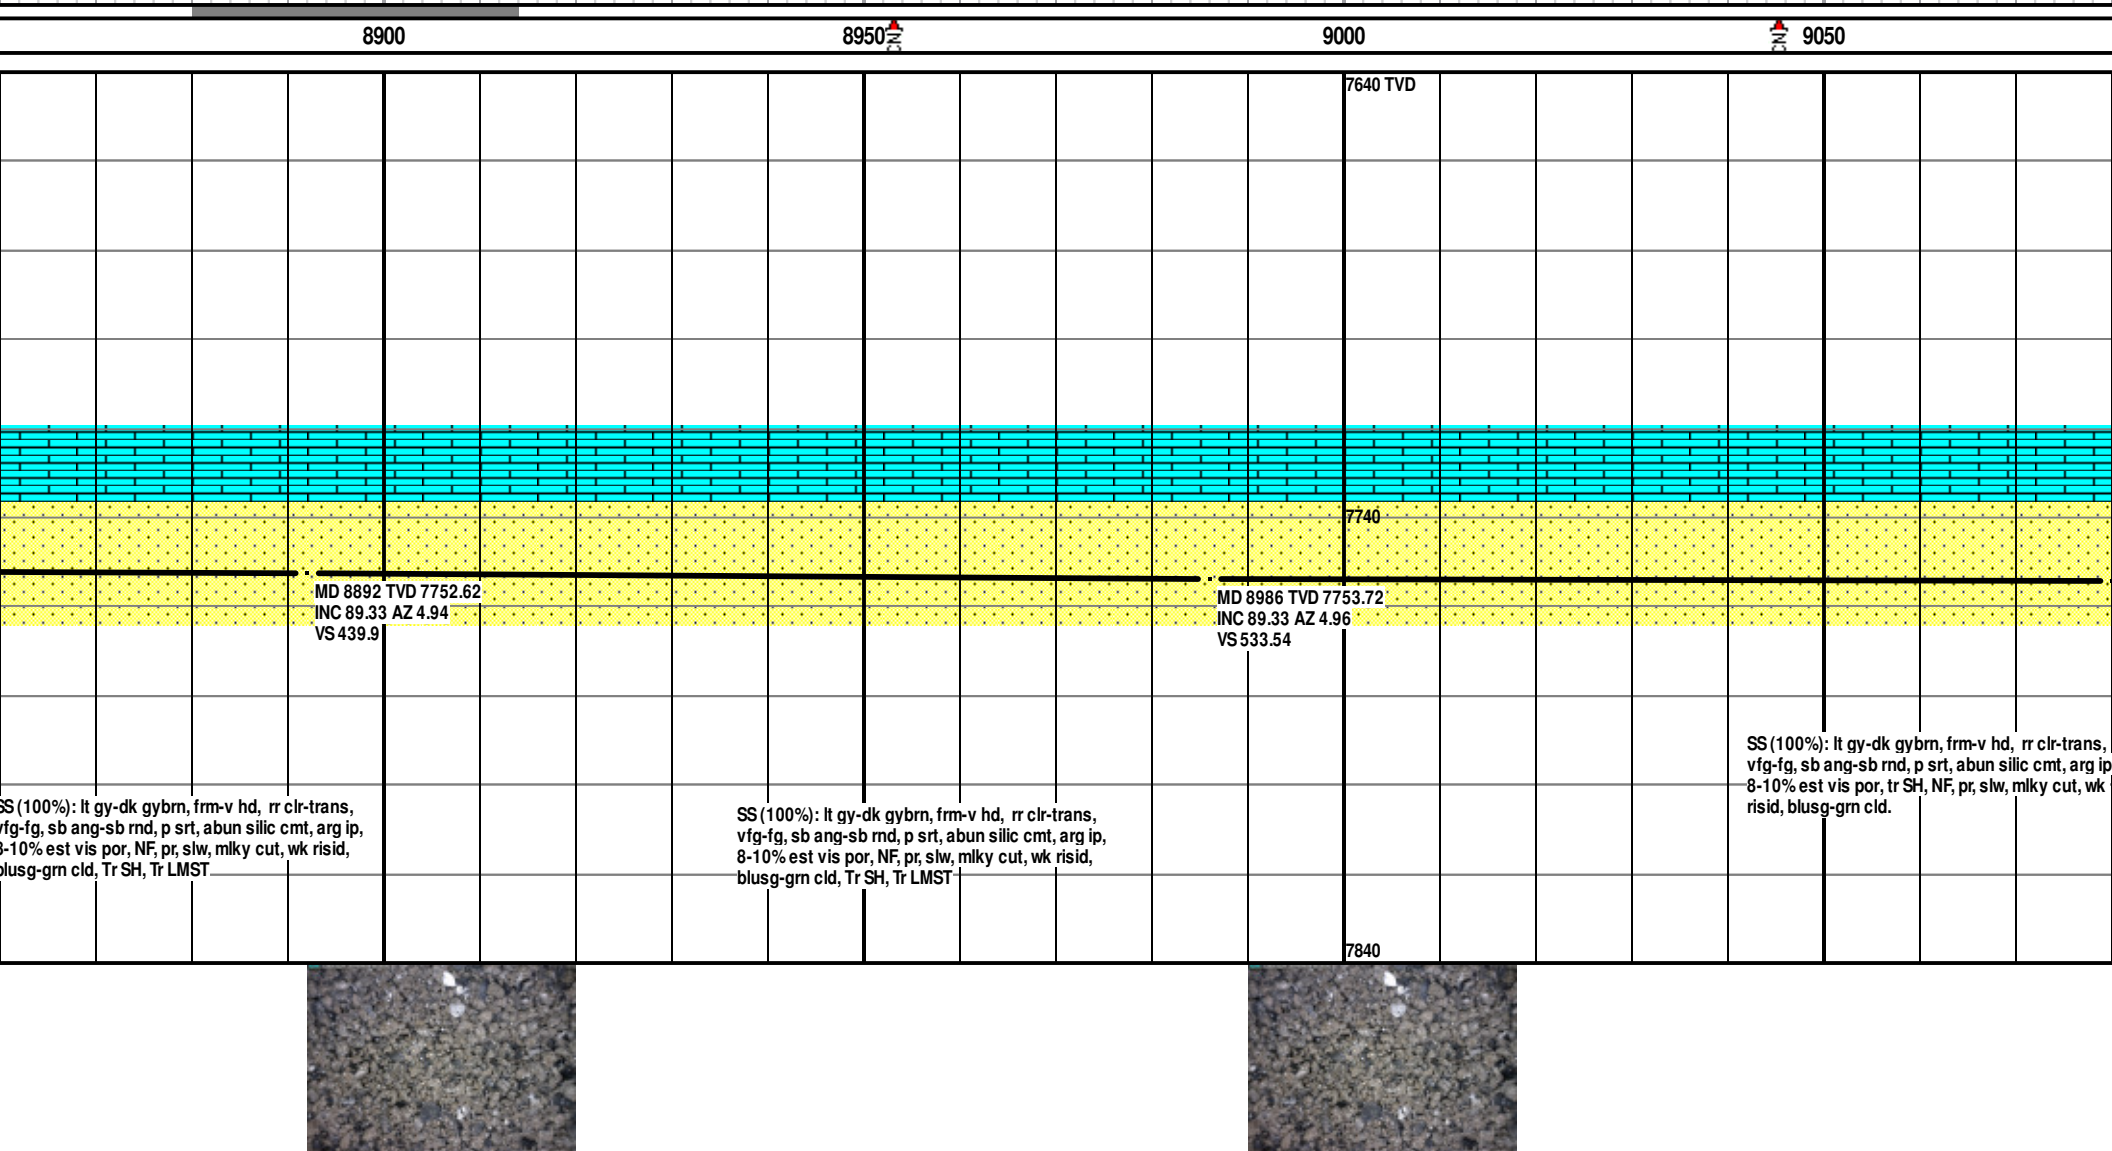 8900
8950
CN
9000
CN
9050
7640 TVD
7740
MD 8892 TVD 7752.62
INC 89.33 AZ 4.94
VS 439.9
MD 8986 TVD 7753.72
INC 89.33 AZ 4.96
VS 533.54
SS (100%): lt gy-dk gybrn, frm-v hd, rr clr-trans,
vfg-fg, sb ang-sb rnd, p srt, abun silic cmt, arg ip,
8-10% est vis por, NF, pr, slw, mlky cut, wk risid,
blusg-grn cld, Tr SH, Tr LMST
SS (100%): lt gy-dk gybrn, frm-v hd, rr clr-trans,
vfg-fg, sb ang-sb rnd, p srt, abun silic cmt, arg ip,
8-10% est vis por, NF, pr, slw, mlky cut, wk risid,
blusg-grn cld, Tr SH, Tr LMST
SS (100%): lt gy-dk gybrn, frm-v hd, rr clr-trans,
vfg-fg, sb ang-sb rnd, p srt, abun silic cmt, arg ip
8-10% est vis por, tr SH, NF, pr, slw, mlky cut, wk
risid, blusg-grn cld.
7840